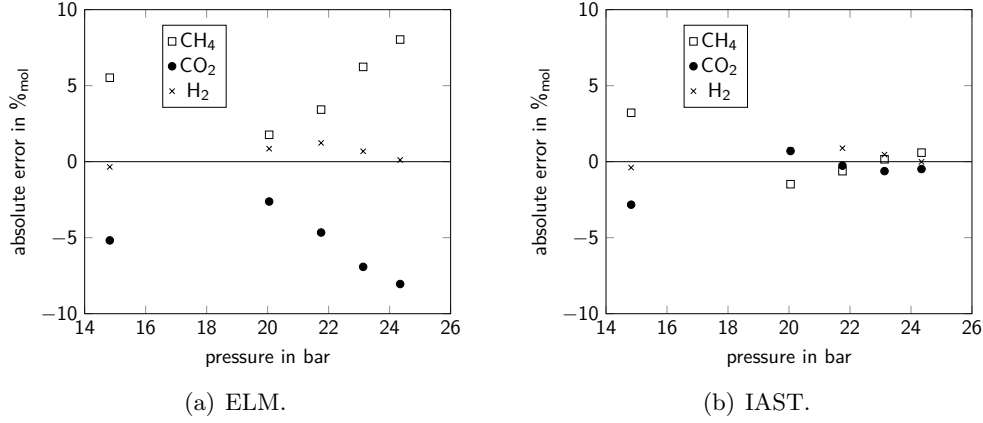 10
5
0
−5
−10
14
16
18
20
22
24
26
absolute error in %mol
pressure in bar
CH4
CO2
H2
(a) ELM.
10
5
0
−5
−10
14
16
18
20
22
24
26
absolute error in %mol
pressure in bar
CH4
CO2
H2
(b) IAST.